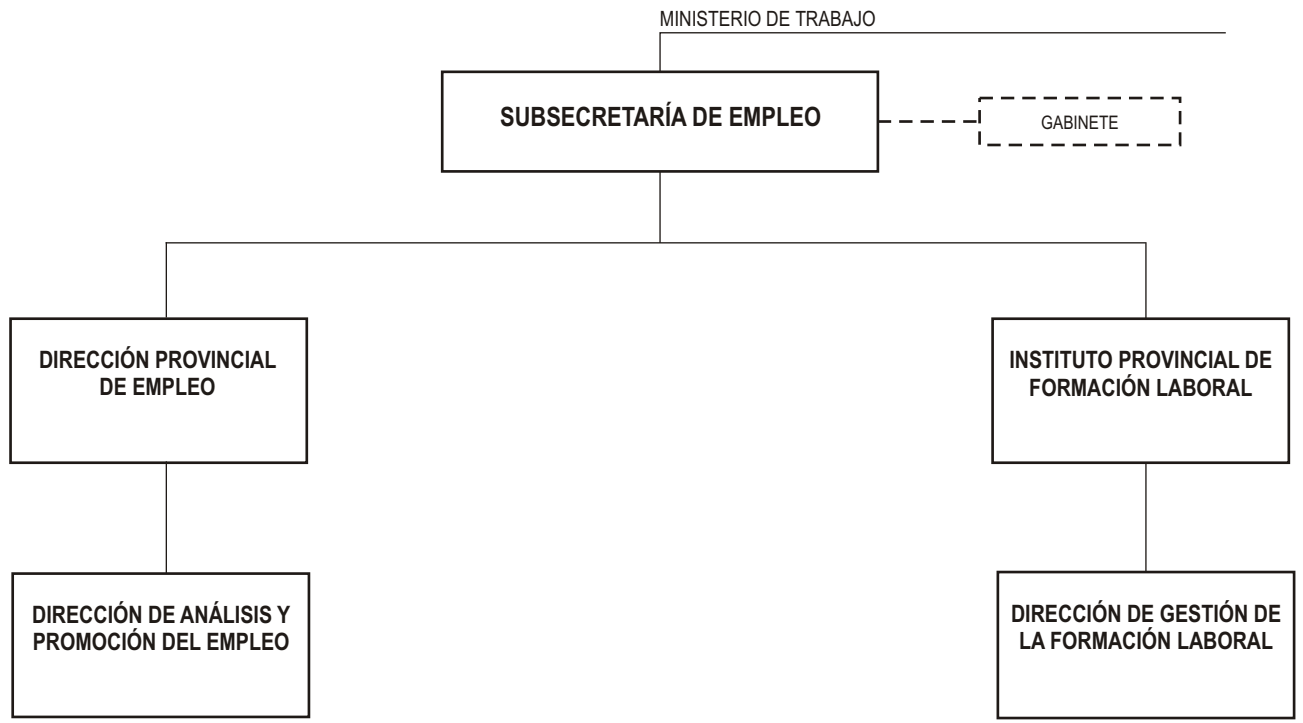 MINISTERIO DE TRABAJO
SUBSECRETARÍA DE EMPLEO
GABINETE
DIRECCIÓN PROVINCIAL
DE EMPLEO
INSTITUTO PROVINCIAL DE
FORMACIÓN LABORAL
DIRECCIÓN DE ANÁLISIS Y
PROMOCIÓN DEL EMPLEO
DIRECCIÓN DE GESTIÓN DE
LA FORMACIÓN LABORAL